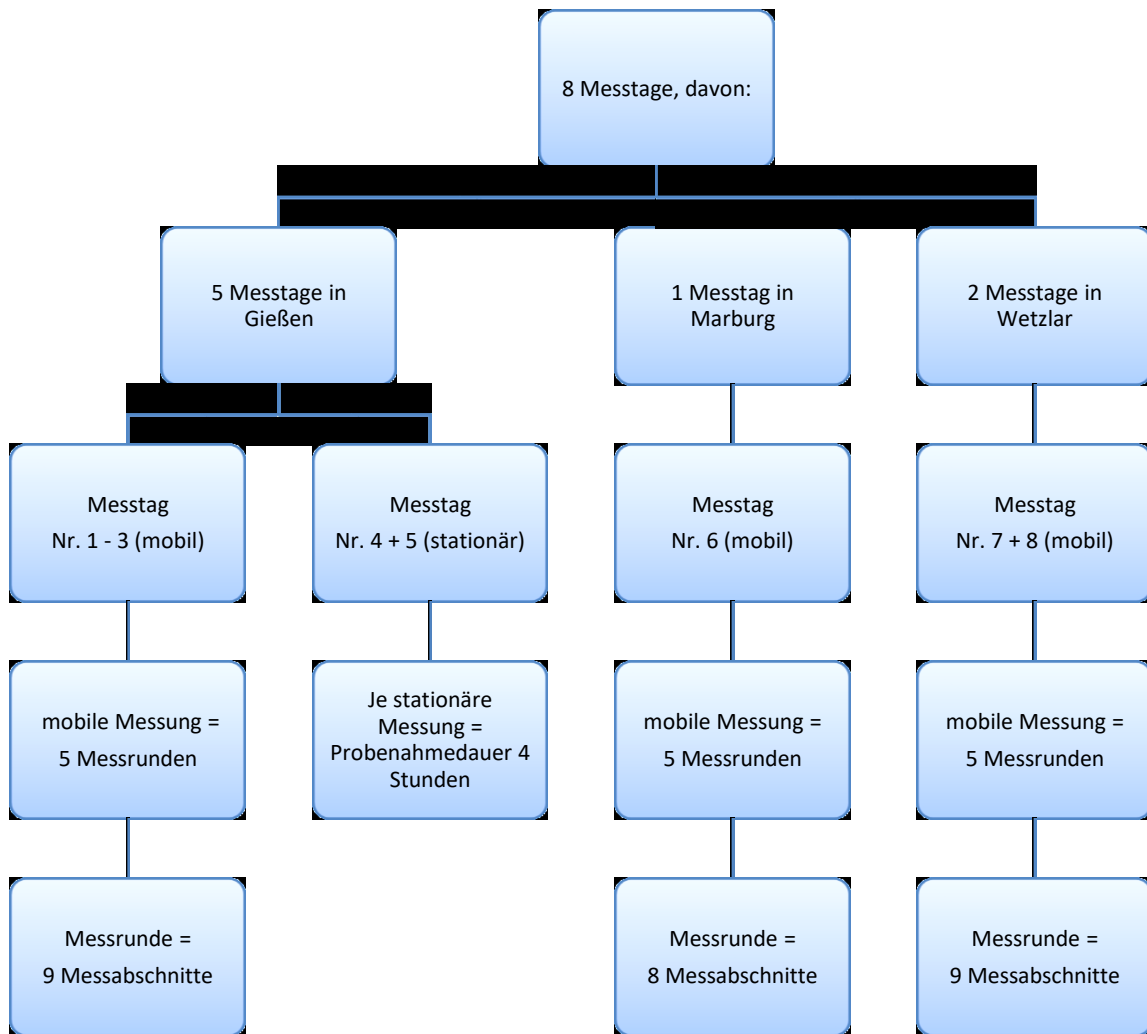 8 Messtage, davon:
5 Messtage in
Gießen
1 Messtag in
Marburg
2 Messtage in
Wetzlar
Messtag
Nr. 1 - 3 (mobil)
Messtag
Nr. 4 + 5 (stationär)
Messtag
Nr. 6 (mobil)
Messtag
Nr. 7 + 8 (mobil)
mobile Messung =
5 Messrunden
Je stationäre
Messung =
Probenahmedauer 4
Stunden
mobile Messung =
5 Messrunden
mobile Messung =
5 Messrunden
Messrunde =
9 Messabschnitte
Messrunde =
8 Messabschnitte
Messrunde =
9 Messabschnitte